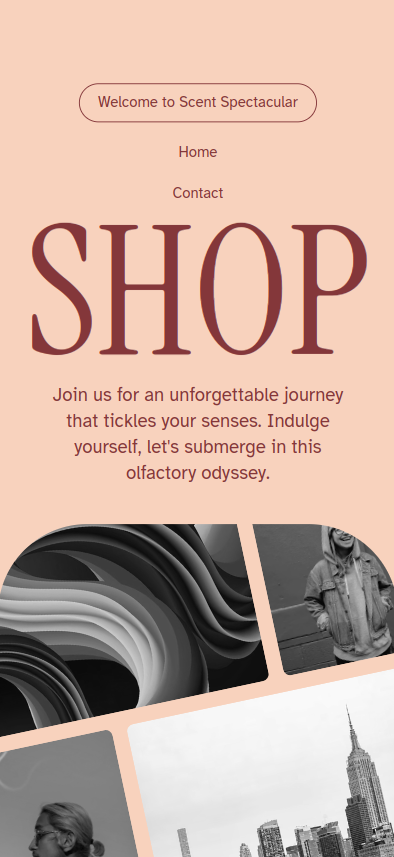 Welcome to Scent Spectacular
Home
Contact
SHOP
Join us for an unforgettable journey
that tickles your senses. Indulge
yourself, let's submerge in this
olfactory odyssey.